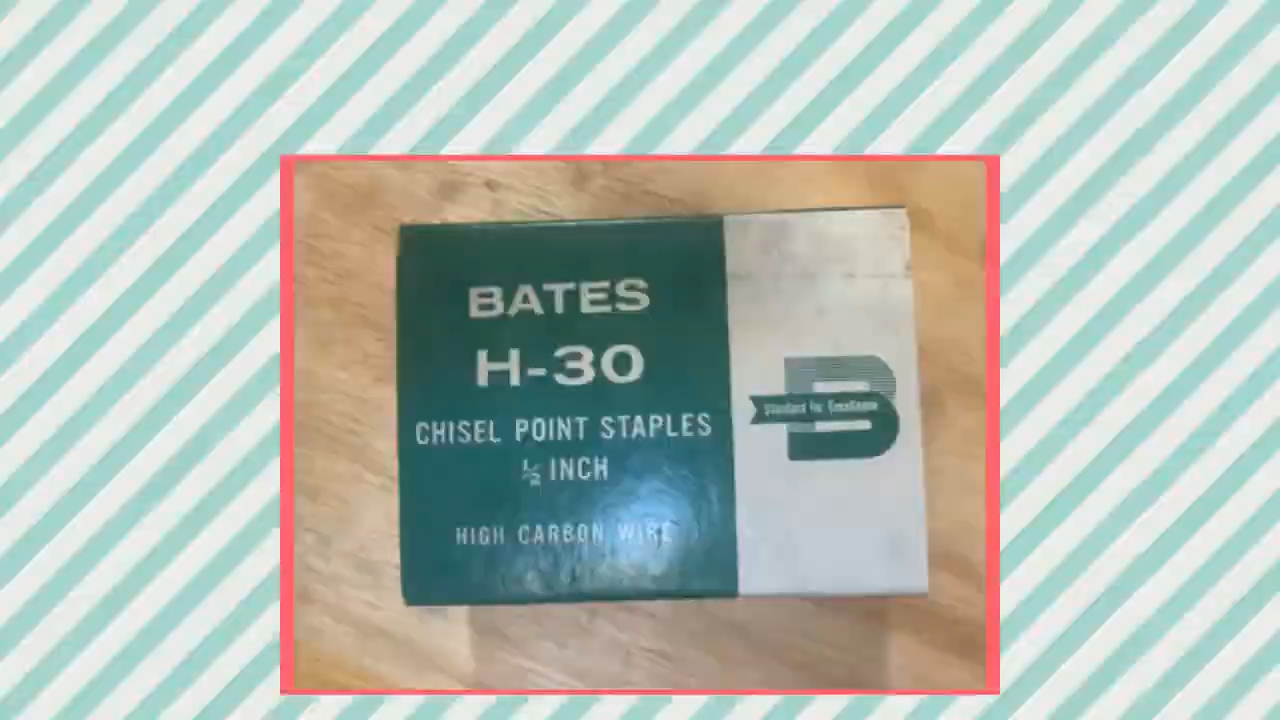 BATES
H-30
CHISEL POINT STAPLES
½ INCH
HIGH CARBON WIRE
Standard for Excellence